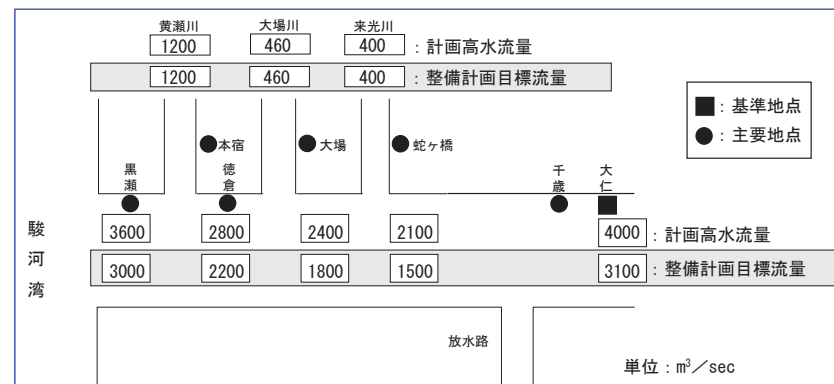 黄瀬川 大場川 来光川
1200 460 400 : 計画高水流量
1200 460 400 : 整備計画目標流量
■ : 基準地点
● : 主要地点
本宿 大場 蛇ヶ橋
黒瀬 徳倉 千歳 大仁
駿河湾
3600 2800 2400 2100 4000 : 計画高水流量
3000 2200 1800 1500 3100 : 整備計画目標流量
放水路
単位：m³／sec